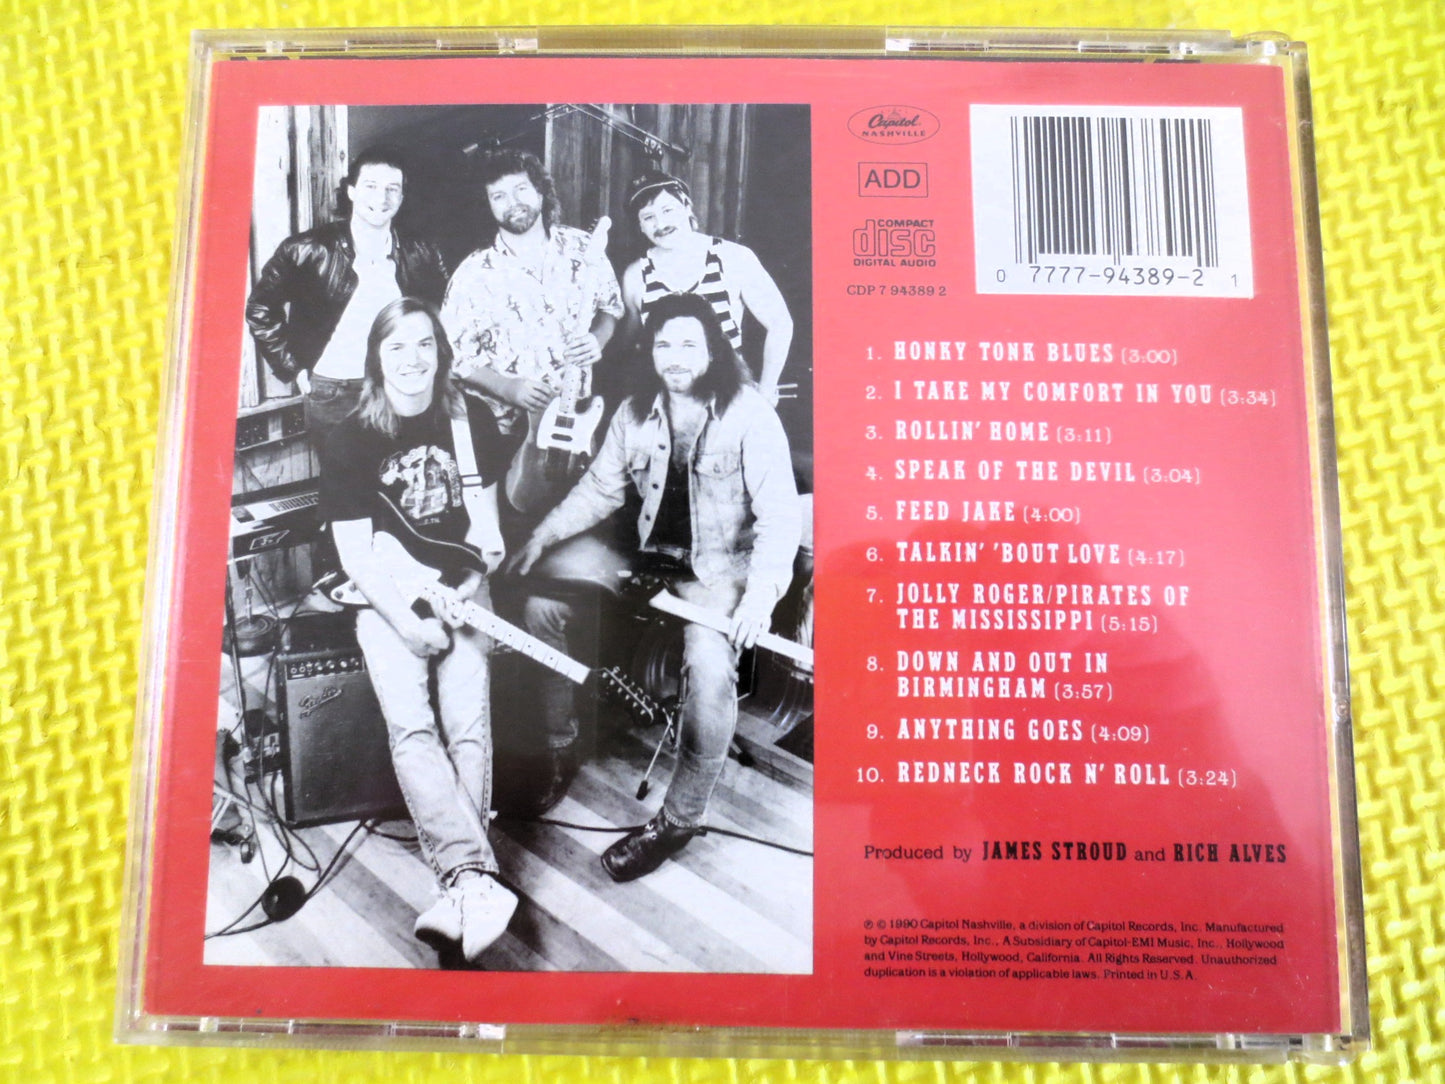 Capitol
NASHVILLE
ADD
COMPACT
disc
DIGITAL AUDIO
CDP 7 94389 2
0 7777-94389-2 1
1. HONKY TONK BLUES (3:00)
2. I TAKE MY COMFORT IN YOU (3:34)
3. ROLLIN' HOME (3:11)
4. SPEAK OF THE DEVIL (3:04)
5. FEED JAKE (4:00)
6. TALKIN' 'BOUT LOVE (4:17)
7. JOLLY ROGER/PIRATES OF
THE MISSISSIPPI (5:15)
8. DOWN AND OUT IN
BIRMINGHAM (3:57)
9. ANYTHING GOES (4:09)
10. REDNECK ROCK N' ROLL (3:24)
Produced by JAMES STROUD and RICH ALVES
℗ © 1990 Capitol Nashville, a division of Capitol Records, Inc. Manufactured
by Capitol Records, Inc., A Subsidiary of Capitol-EMI Music, Inc., Hollywood
and Vine Streets, Hollywood, California. All Rights Reserved. Unauthorized
duplication is a violation of applicable laws. Printed in U.S.A.
Fender